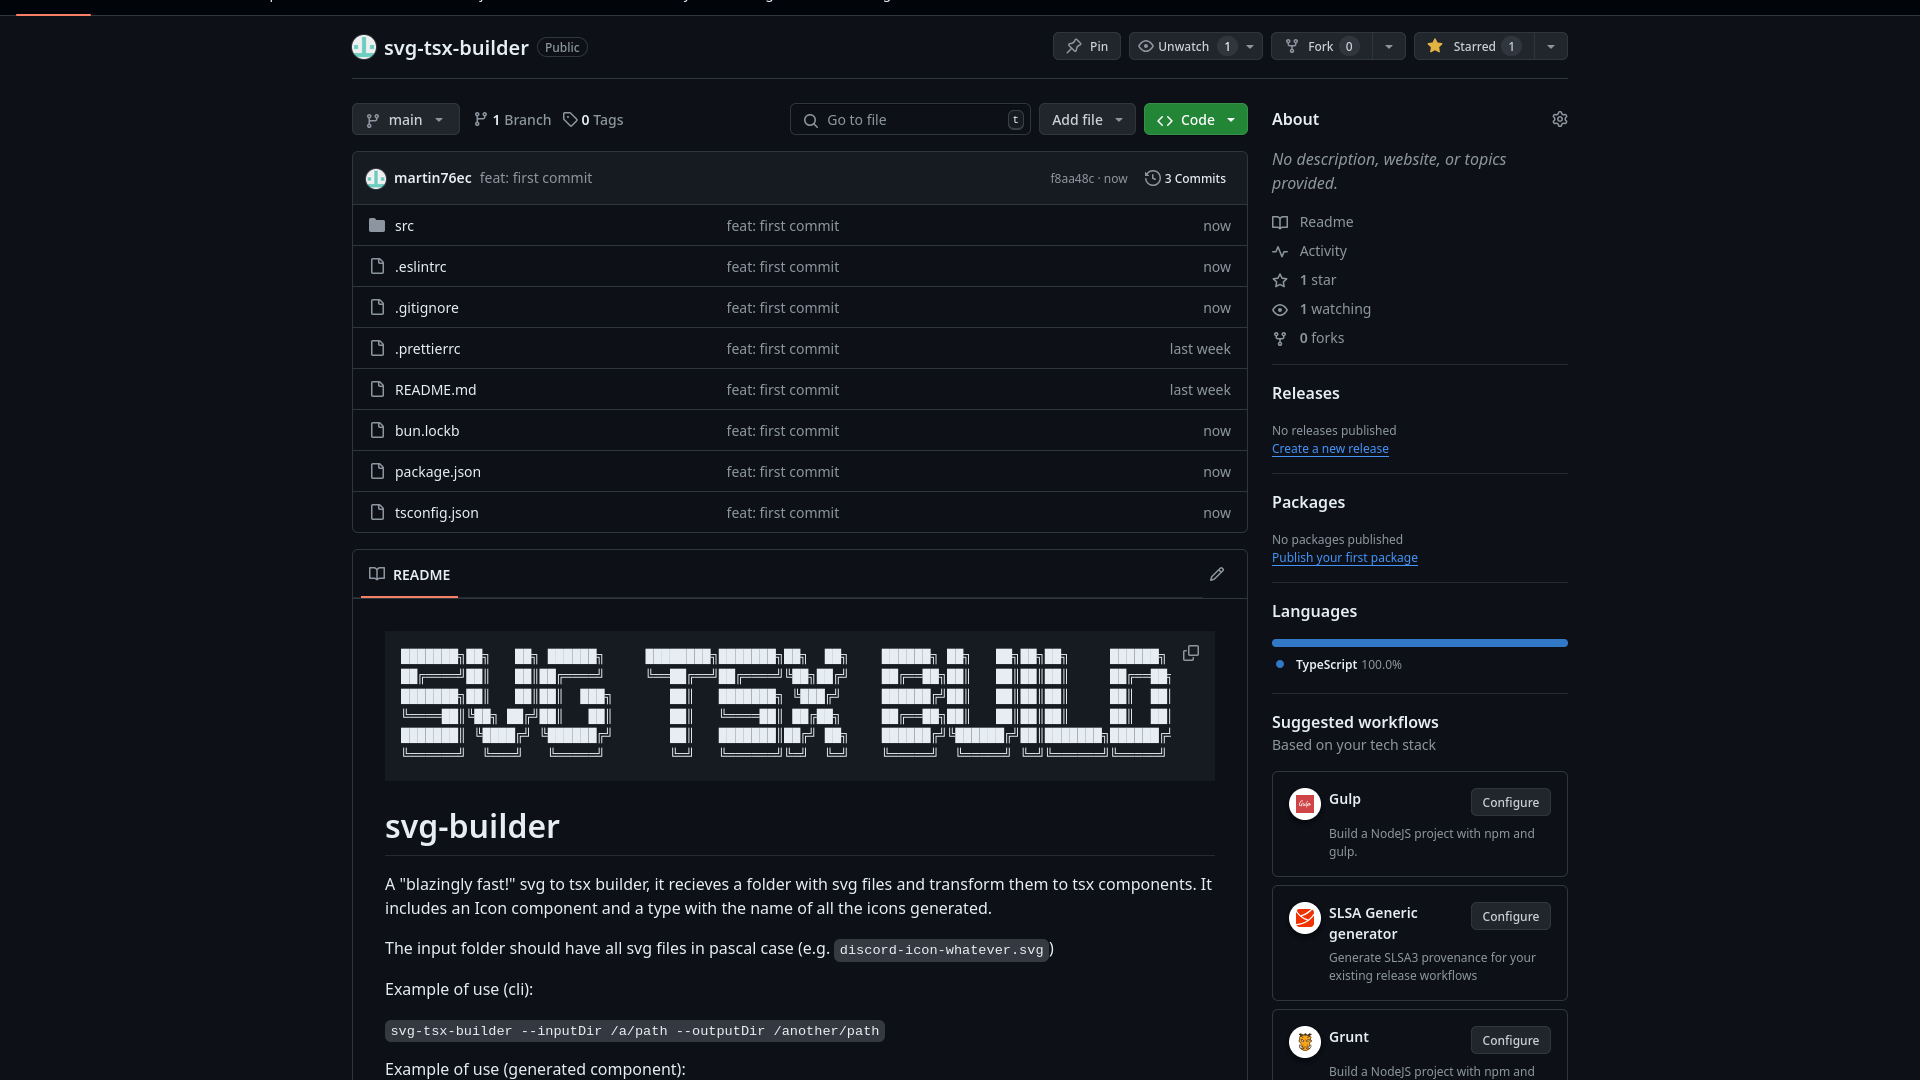 svg-tsx-builder Public
Pin
Unwatch 1
Fork 0
Starred 1
main
1 Branch
0 Tags
Go to file t
Add file
Code
martin76ec feat: first commit f8aa48c · now 3 Commits
src feat: first commit now
.eslintrc feat: first commit now
.gitignore feat: first commit now
.prettierrc feat: first commit last week
README.md feat: first commit last week
bun.lockb feat: first commit now
package.json feat: first commit now
tsconfig.json feat: first commit now
README
svg-builder
A "blazingly fast!" svg to tsx builder, it recieves a folder with svg files and transform them to tsx components. It
includes an Icon component and a type with the name of all the icons generated.
The input folder should have all svg files in pascal case (e.g. discord-icon-whatever.svg)
Example of use (cli):
svg-tsx-builder --inputDir /a/path --outputDir /another/path
Example of use (generated component):
About
No description, website, or topics
provided.
Readme
Activity
1 star
1 watching
0 forks
Releases
No releases published
Create a new release
Packages
No packages published
Publish your first package
Languages
TypeScript 100.0%
Suggested workflows
Based on your tech stack
Gulp
Configure
Build a NodeJS project with npm and
gulp.
SLSA Generic
generator
Configure
Generate SLSA3 provenance for your
existing release workflows
Grunt
Configure
Build a NodeJS project with npm and